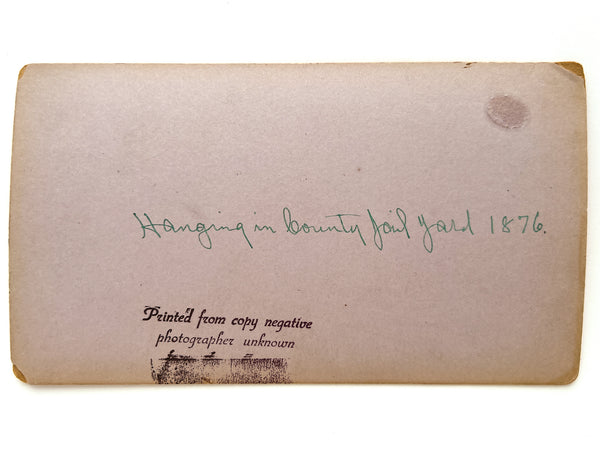 Hanging in County Jail Yard 1876.
Printed from copy negative
photographer unknown